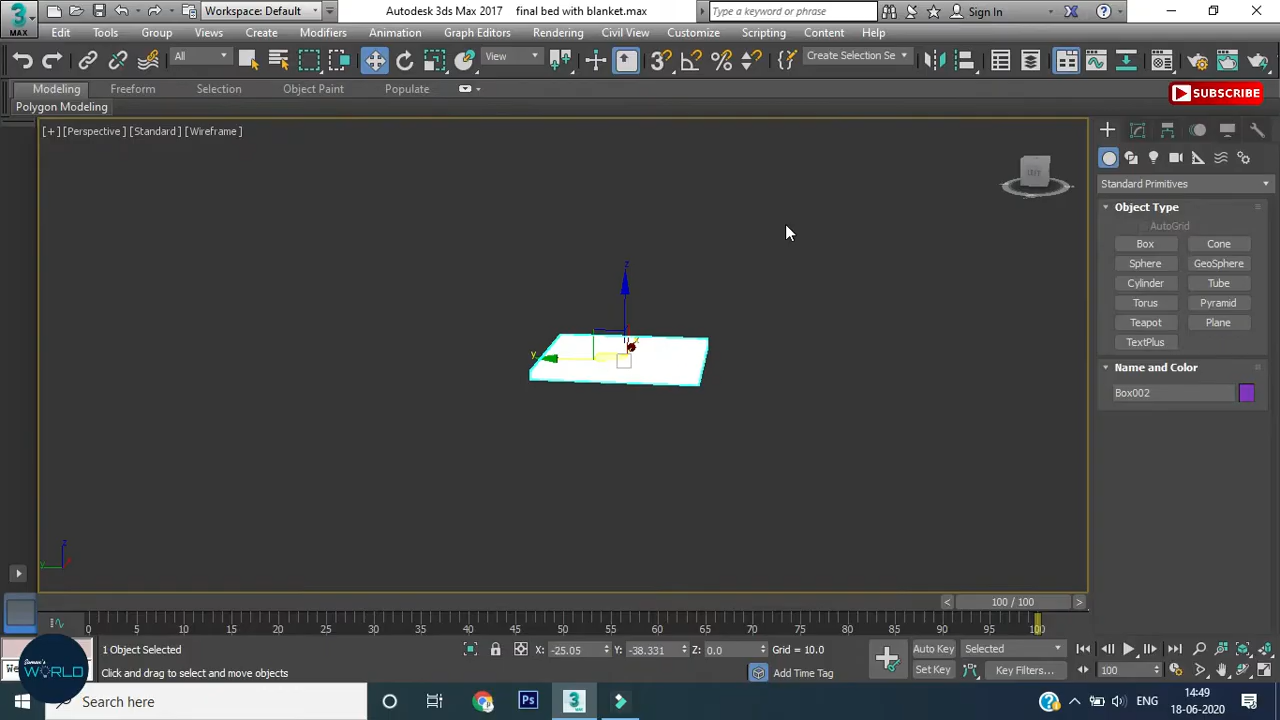 3
MAX
Workspace: Default
Autodesk 3ds Max 2017
final bed with blanket.max
Type a keyword or phrase
Sign In
Edit
Tools
Group
Views
Create
Modifiers
Animation
Graph Editors
Rendering
Civil View
Customize
Scripting
Content
Help
All
View
Create Selection Se
Modeling
Freeform
Selection
Object Paint
Populate
SUBSCRIBE
Polygon Modeling
[+][Perspective][Standard][Wireframe]
Standard Primitives
Object Type
AutoGrid
Box
Cone
Sphere
GeoSphere
Cylinder
Tube
Torus
Pyramid
Teapot
Plane
TextPlus
Name and Color
Box002
z
y
z
y
100 / 100
0 5 10 15 20 25 30 35 40 45 50 55 60 65 70 75 80 85 90 95 100
1 Object Selected
X: -25.05
Y: -38.331
Z: 0.0
Grid = 10.0
Auto Key
Selected
We
WORLD
Click and drag to select and move objects
Add Time Tag
Set Key
Key Filters...
100
Search here
Ps
3
ENG
14:49
18-06-2020